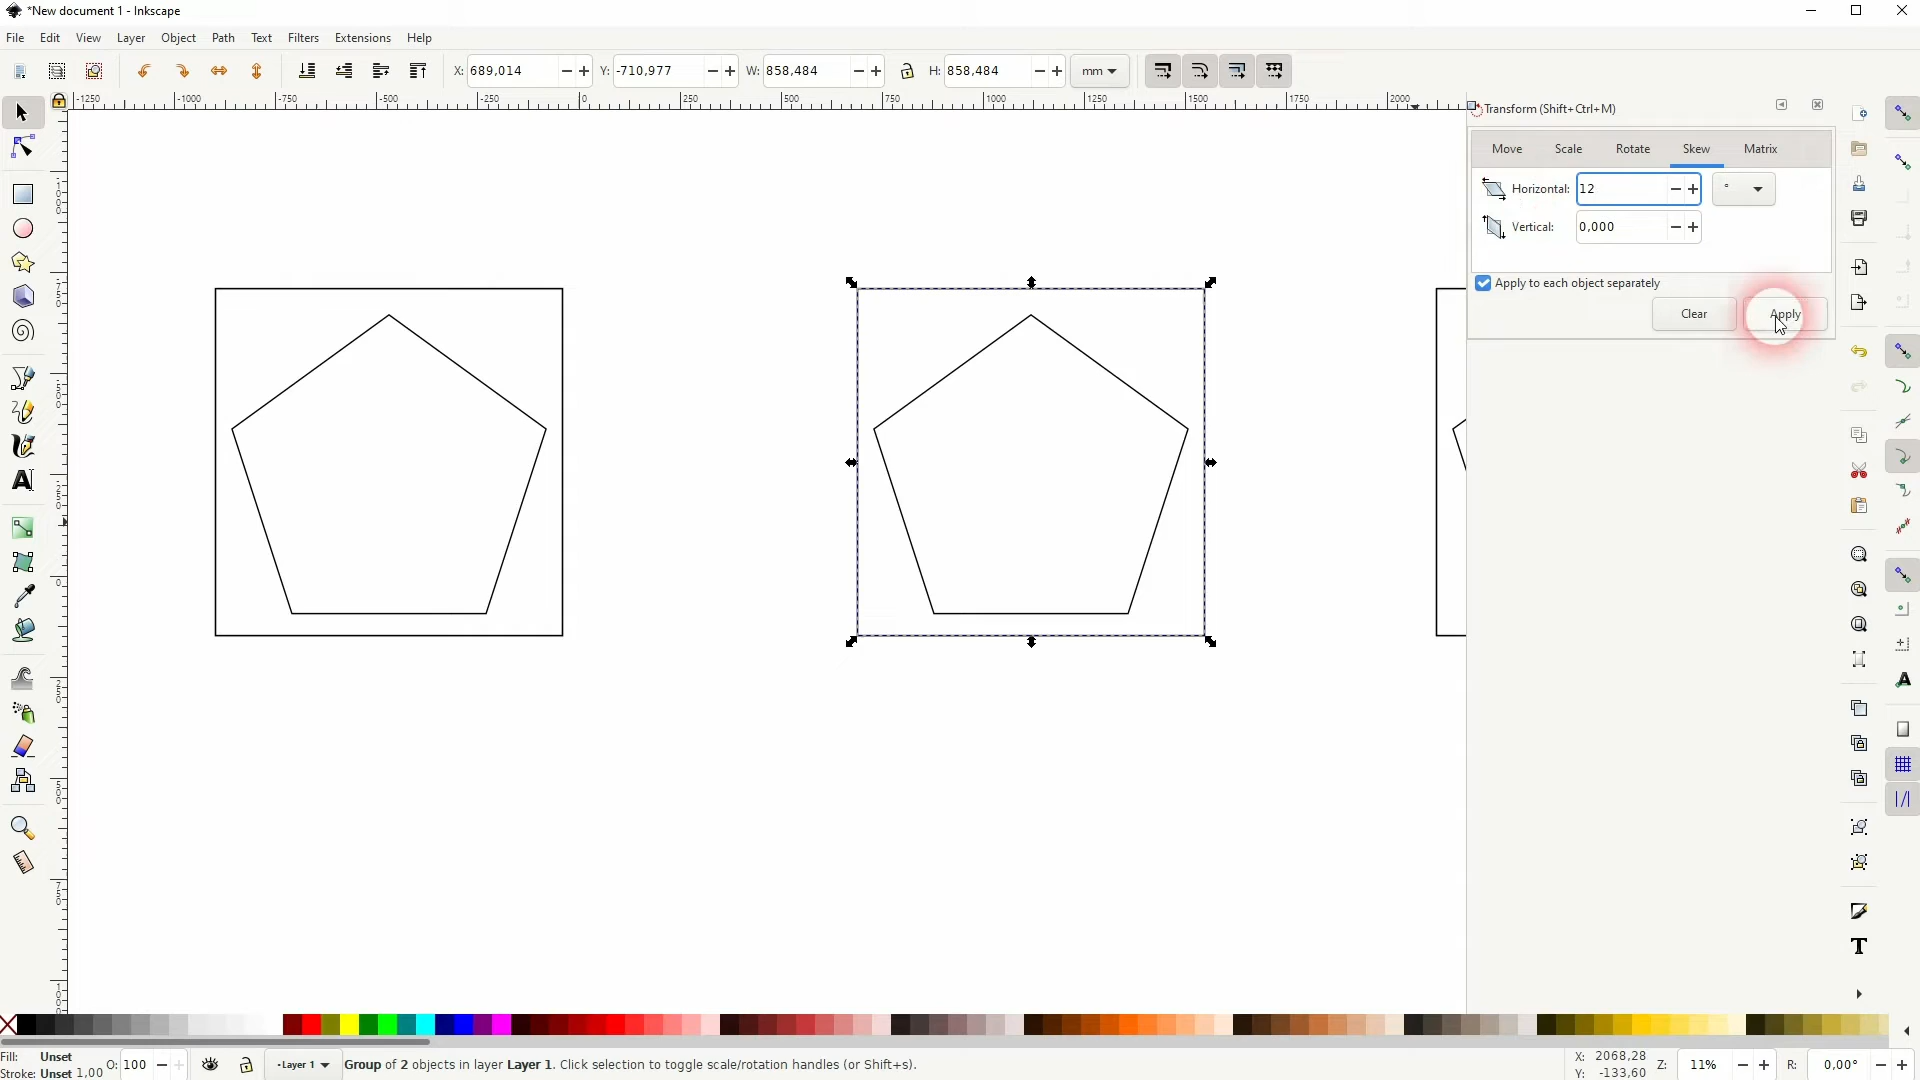 *New document 1 - Inkscape
File Edit View Layer Object Path Text Filters Extensions Help
X: 689,014 Y: -710,977 W: 858,484 H: 858,484 mm
-1250 -1000 -750 -500 -250 0 250 500 750 1000 1250 1500 1750 2000
Transform (Shift+Ctrl+M)
Move Scale Rotate Skew Matrix
Horizontal: 12 °
Vertical: 0,000
Apply to each object separately
Clear Apply
Fill: Unset
Stroke: Unset 1,00
O: 100
Layer 1
Group of 2 objects in layer Layer 1. Click selection to toggle scale/rotation handles (or Shift+s).
X: 2068,28
Y: -133,60
Z: 11%
R: 0,00°